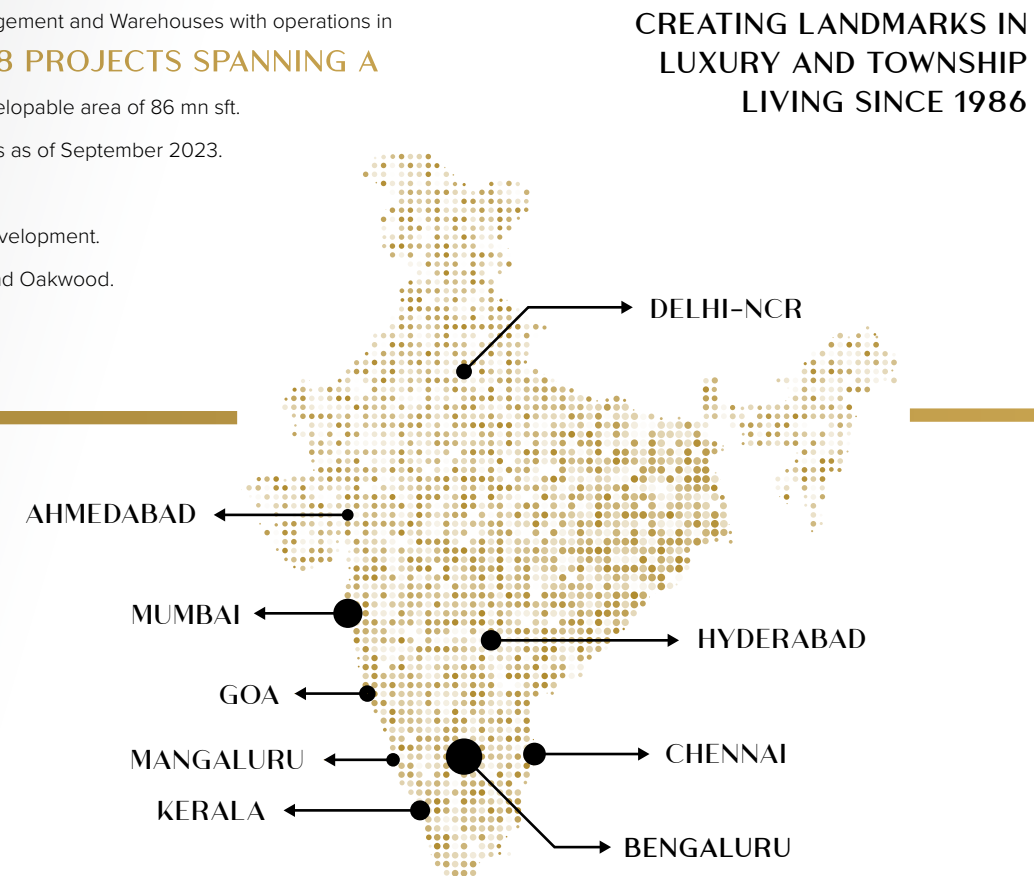 gement and Warehouses with operations in
8 PROJECTS SPANNING A
elopable area of 86 mn sft.
s as of September 2023.
velopment.
d Oakwood.
CREATING LANDMARKS IN
LUXURY AND TOWNSHIP
LIVING SINCE 1986
DELHI-NCR
AHMEDABAD
MUMBAI
HYDERABAD
GOA
MANGALURU
CHENNAI
KERALA
BENGALURU